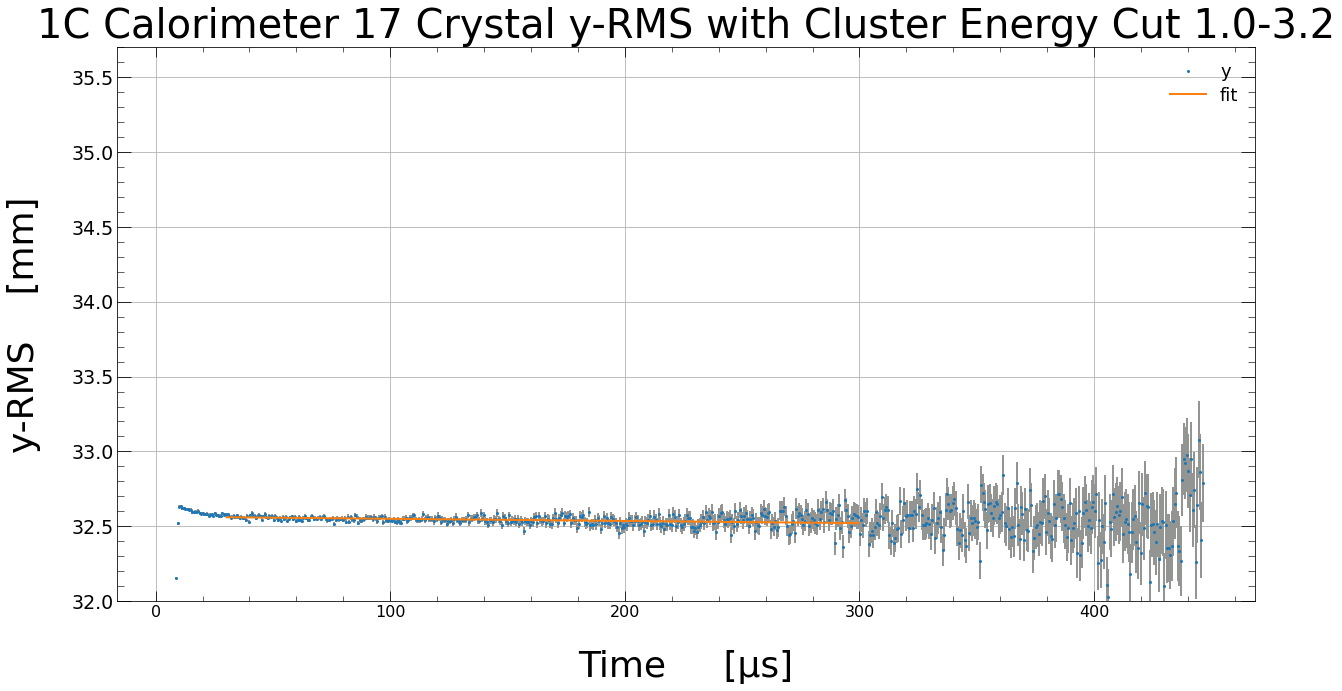 1C Calorimeter 17 Crystal y-RMS with Cluster Energy Cut 1.0-3.2
y
fit
35.5
35.0
34.5
34.0
33.5
33.0
32.5
32.0
y-RMS [mm]
0 100 200 300 400
Time [µs]